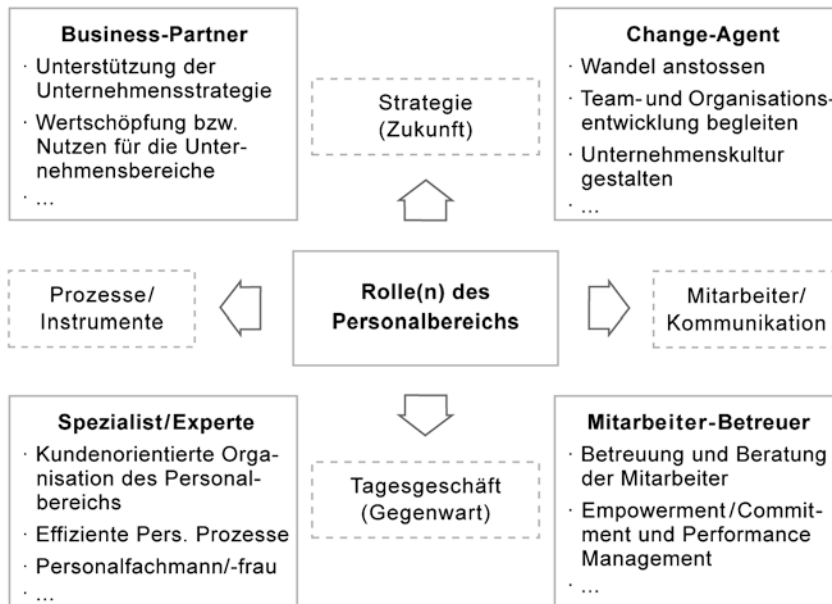 Business-Partner
· Unterstützung der
Unternehmensstrategie
· Wertschöpfung bzw.
Nutzen für die Unter-
nehmensbereiche
· ...
Strategie
(Zukunft)
Change-Agent
· Wandel anstossen
· Team- und Organisations-
entwicklung begleiten
· Unternehmenskultur
gestalten
· ...
Prozesse/
Instrumente
Rolle(n) des
Personalbereichs
Mitarbeiter/
Kommunikation
Spezialist/Experte
· Kundenorientierte Orga-
nisation des Personal-
bereichs
· Effiziente Pers. Prozesse
· Personalfachmann/-frau
· ...
Tagesgeschäft
(Gegenwart)
Mitarbeiter-Betreuer
· Betreuung und Beratung
der Mitarbeiter
· Empowerment/Commit-
ment und Performance
Management
· ...